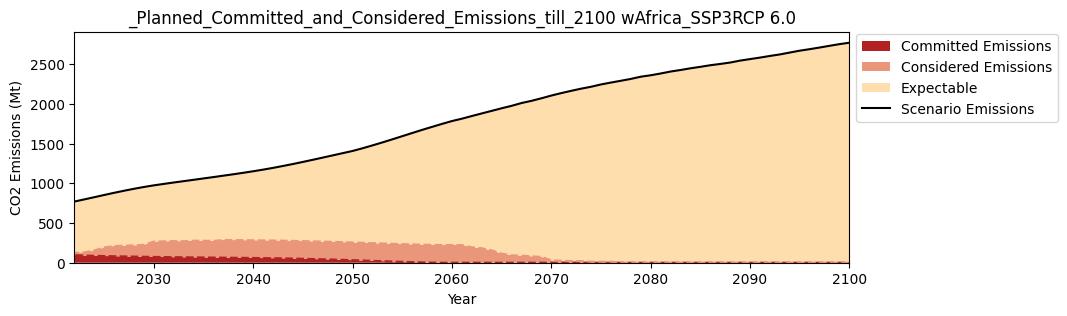 _Planned_Committed_and_Considered_Emissions_till_2100 wAfrica_SSP3RCP 6.0
CO2 Emissions (Mt)
2500
2000
1500
1000
500
0
2030 2040 2050 2060 2070 2080 2090 2100
Year
Committed Emissions
Considered Emissions
Expectable
Scenario Emissions